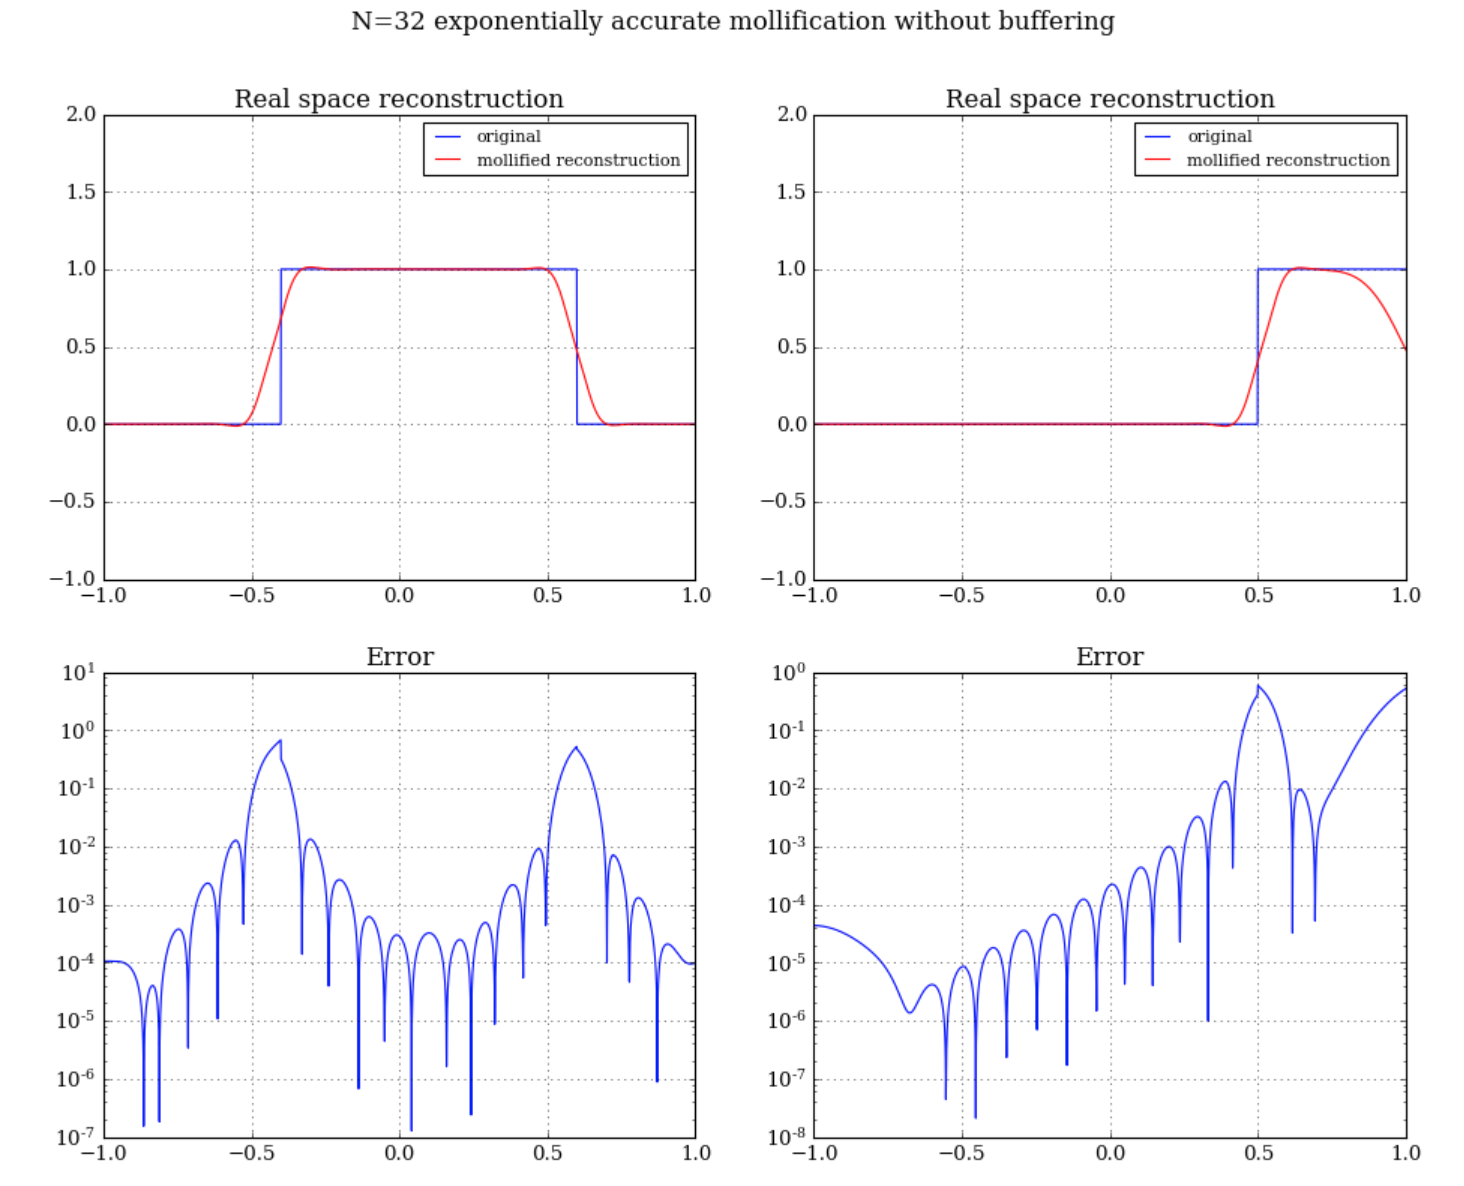 N=32 exponentially accurate mollification without buffering
Real space reconstruction
2.0
1.5
1.0
0.5
0.0
−0.5
−1.0
−1.0 −0.5 0.0 0.5 1.0
original
mollified reconstruction
Real space reconstruction
2.0
1.5
1.0
0.5
0.0
−0.5
−1.0
−1.0 −0.5 0.0 0.5 1.0
original
mollified reconstruction
Error
10^1
10^0
10^-1
10^-2
10^-3
10^-4
10^-5
10^-6
10^-7
−1.0 −0.5 0.0 0.5 1.0
Error
10^0
10^-1
10^-2
10^-3
10^-4
10^-5
10^-6
10^-7
10^-8
−1.0 −0.5 0.0 0.5 1.0